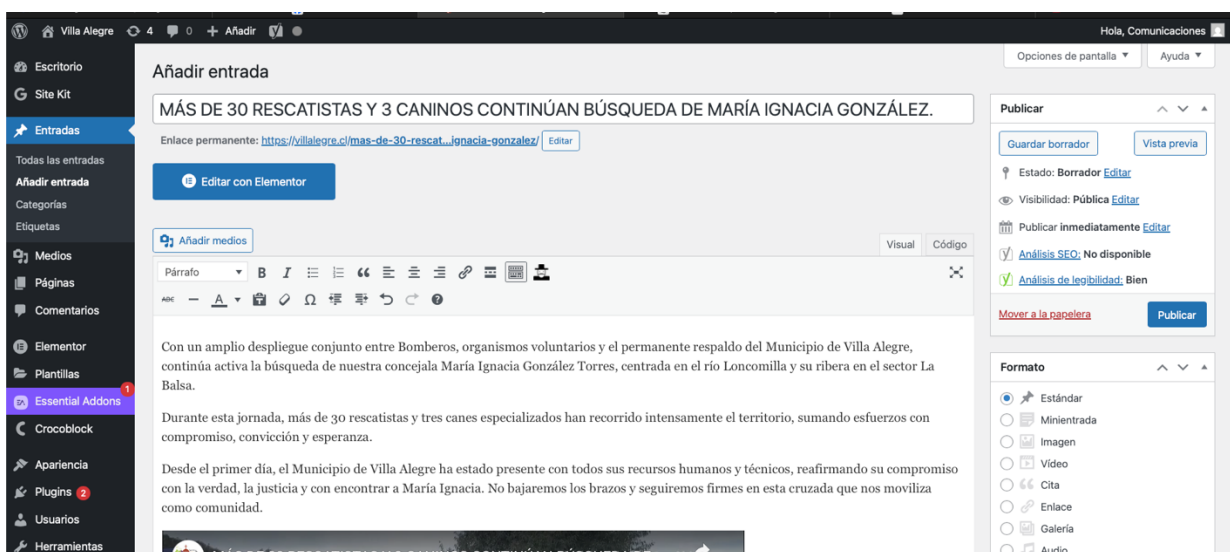 Villa Alegre 4 0 + Añadir
Hola, Comunicaciones
Opciones de pantalla ▼ Ayuda ▼
Escritorio
Site Kit
Entradas
Todas las entradas
Añadir entrada
Categorías
Etiquetas
Medios
Páginas
Comentarios
Elementor
Plantillas
Essential Addons 1
Crocoblock
Apariencia
Plugins 2
Usuarios
Herramientas
Añadir entrada
MÁS DE 30 RESCATISTAS Y 3 CANINOS CONTINÚAN BÚSQUEDA DE MARÍA IGNACIA GONZÁLEZ.
Enlace permanente: https://villalegre.cl/mas-de-30-rescat...ignacia-gonzalez/ Editar
Editar con Elementor
Añadir medios
Visual Código
Párrafo
B I
ABC A Ω
Con un amplio despliegue conjunto entre Bomberos, organismos voluntarios y el permanente respaldo del Municipio de Villa Alegre,
continúa activa la búsqueda de nuestra concejala María Ignacia González Torres, centrada en el río Loncomilla y su ribera en el sector La
Balsa.
Durante esta jornada, más de 30 rescatistas y tres canes especializados han recorrido intensamente el territorio, sumando esfuerzos con
compromiso, convicción y esperanza.
Desde el primer día, el Municipio de Villa Alegre ha estado presente con todos sus recursos humanos y técnicos, reafirmando su compromiso
con la verdad, la justicia y con encontrar a María Ignacia. No bajaremos los brazos y seguiremos firmes en esta cruzada que nos moviliza
como comunidad.
Publicar
Guardar borrador Vista previa
Estado: Borrador Editar
Visibilidad: Pública Editar
Publicar inmediatamente Editar
Análisis SEO: No disponible
Análisis de legibilidad: Bien
Mover a la papelera Publicar
Formato
Estándar
Minientrada
Imagen
Vídeo
Cita
Enlace
Galería
Audio